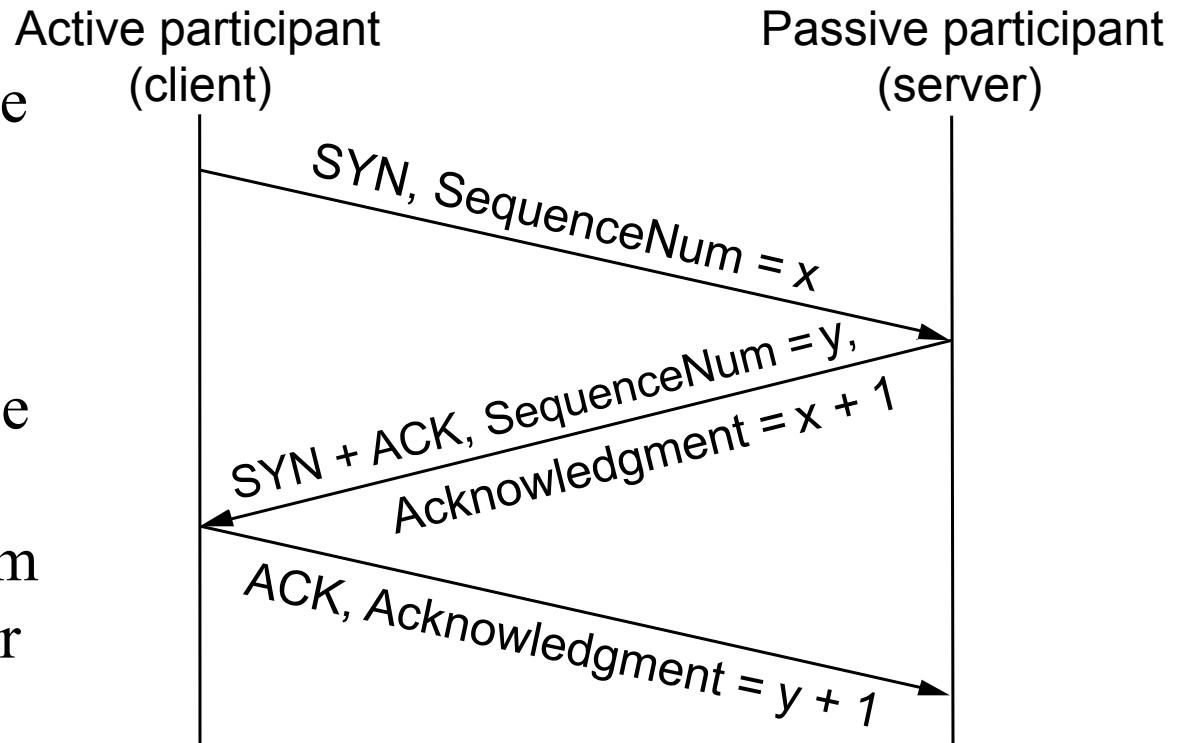 Active participant
(client)
Passive participant
(server)
e
SYN, SequenceNum = x
SYN + ACK, SequenceNum = y,
Acknowledgment = x + 1
e
m
r
ACK, Acknowledgment = y + 1